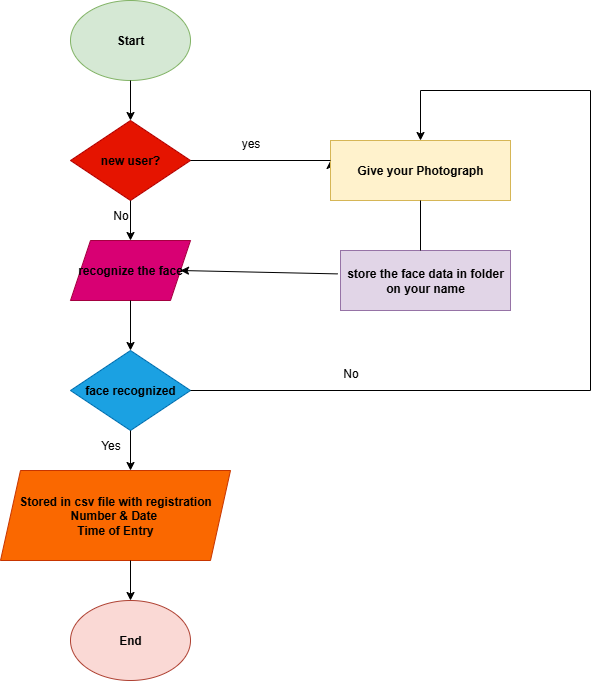 Start
new user?
yes
Give your Photograph
No
recognize the face
store the face data in folder
on your name
face recognized
No
Yes
Stored in csv file with registration
Number & Date
Time of Entry
End